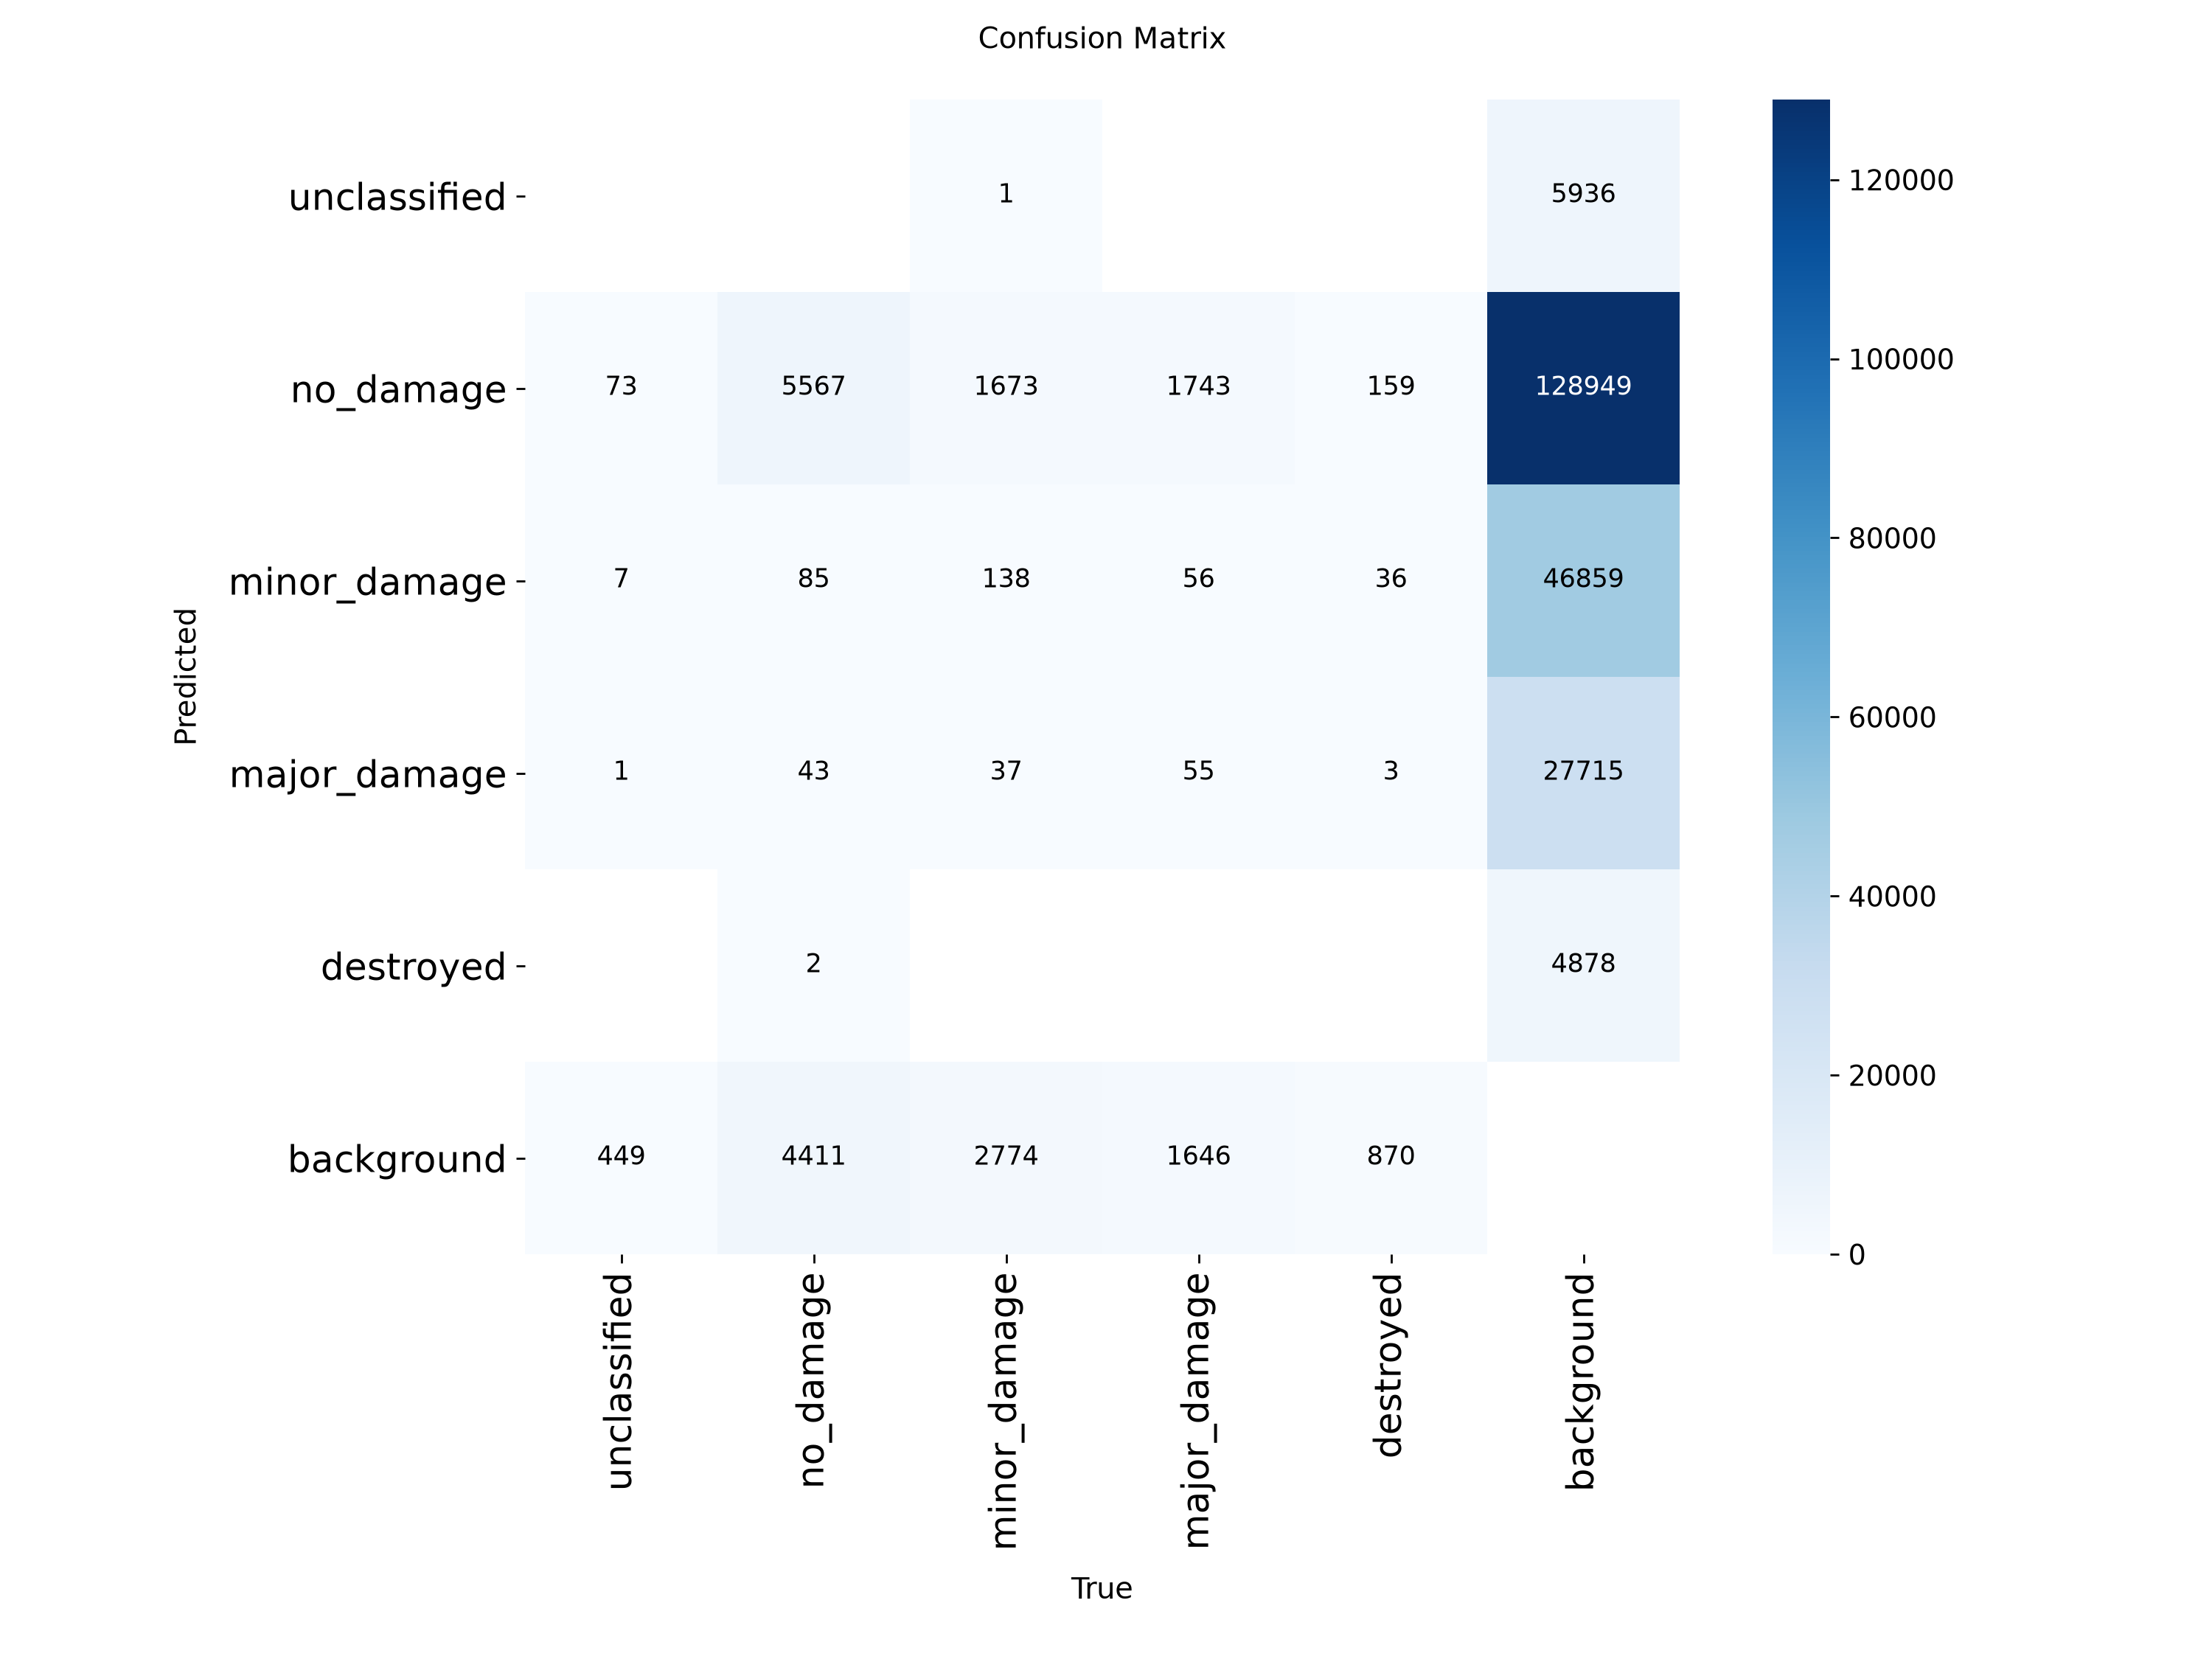 Confusion Matrix
unclassified
1
5936
no_damage
73
5567
1673
1743
159
128949
minor_damage
7
85
138
56
36
46859
major_damage
1
43
37
55
3
27715
destroyed
2
4878
background
449
4411
2774
1646
870
Predicted
unclassified
no_damage
minor_damage
major_damage
destroyed
background
True
120000
100000
80000
60000
40000
20000
0